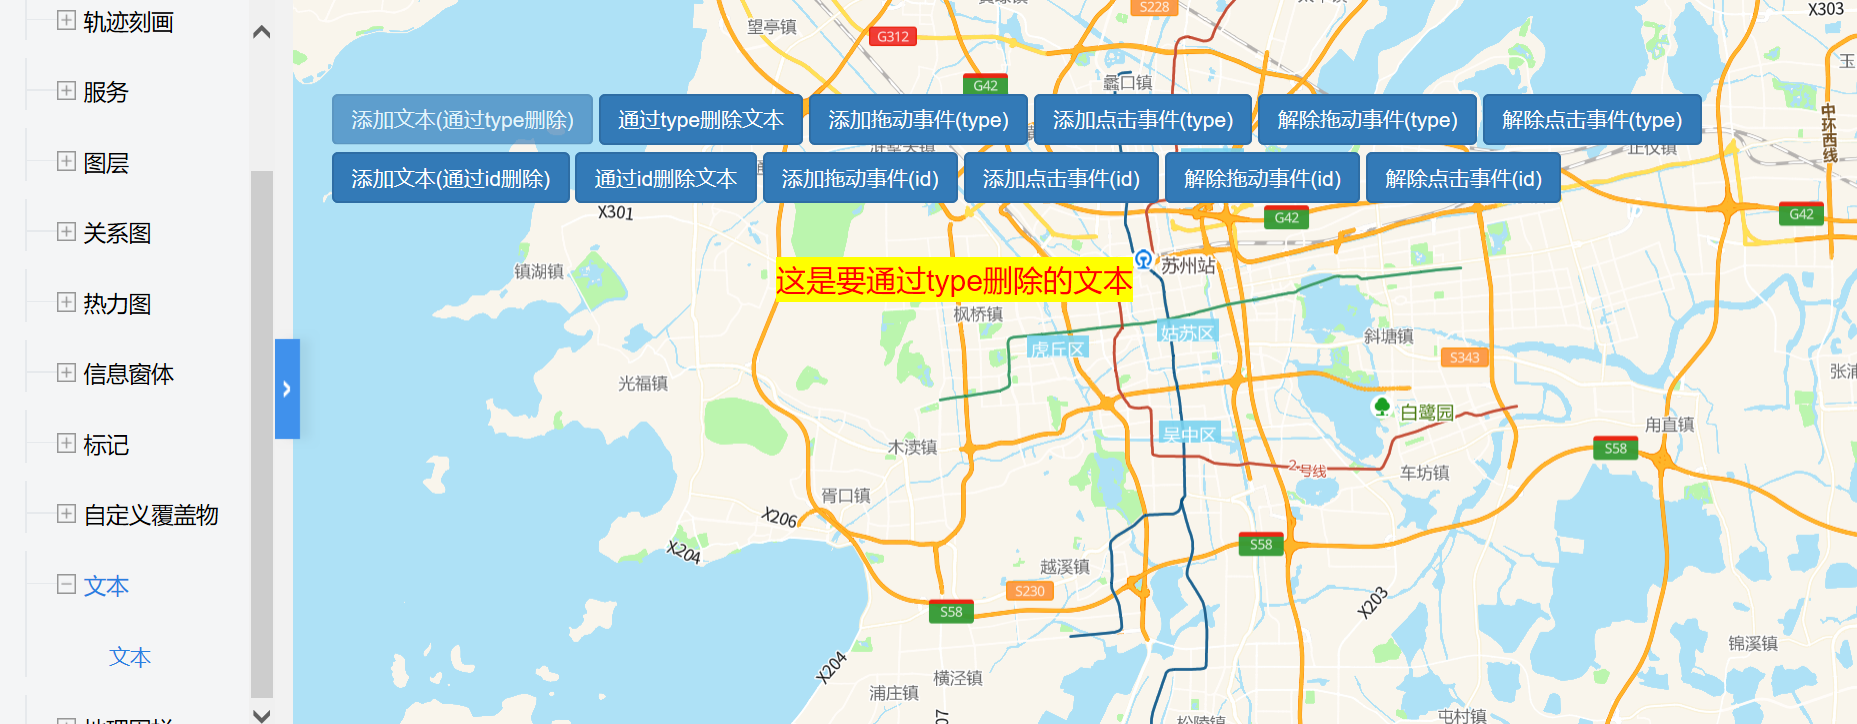 轨迹刻画
服务
图层
关系图
热力图
信息窗体
标记
自定义覆盖物
文本
文本
添加文本(通过type删除)
通过type删除文本
添加拖动事件(type)
添加点击事件(type)
解除拖动事件(type)
解除点击事件(type)
添加文本(通过id删除)
通过id删除文本
添加拖动事件(id)
添加点击事件(id)
解除拖动事件(id)
解除点击事件(id)
这是要通过type删除的文本
S228
X303
望亭镇
G312
G42
蠡口镇
中环西线
正仪镇
X301
G42
G42
镇湖镇
苏州站
枫桥镇
姑苏区
虎丘区
斜塘镇
S343
光福镇
白鹭园
吴中区
甪直镇
木渎镇
S58
2号线
车坊镇
胥口镇
X206
X204
S58
越溪镇
S230
X203
S58
锦溪镇
X204
横泾镇
浦庄镇
松陵镇
屯村镇